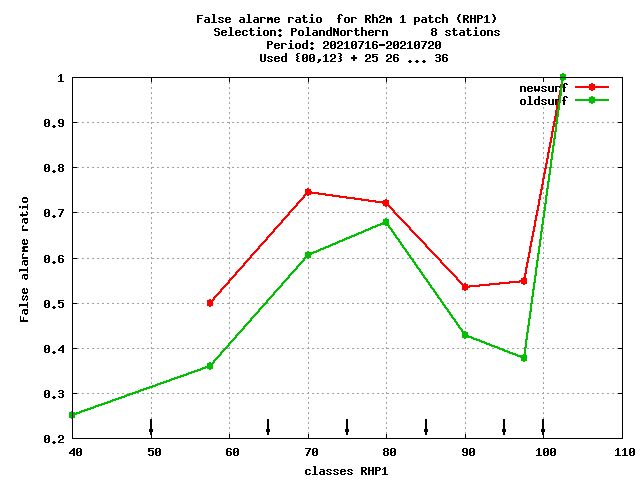 False alarme ratio  for Rh2m 1 patch (RHP1)
Selection: PolandNorthern      8 stations
Period: 20210716-20210720
Used {00,12} + 25 26 ... 36
newsurf
oldsurf
1
0.9
0.8
0.7
0.6
0.5
0.4
0.3
0.2
False alarme ratio
40 50 60 70 80 90 100 110
classes RHP1